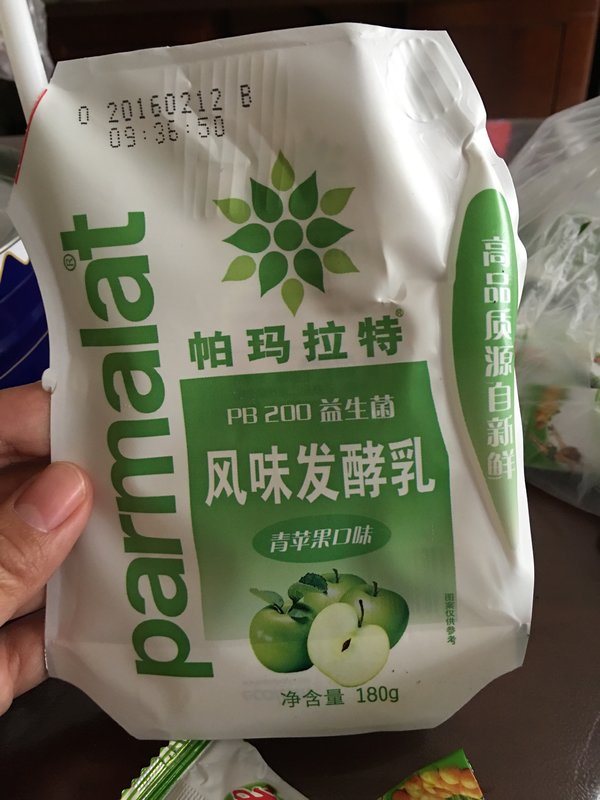 O 20160212 B
09:36:50
parmalat®
帕玛拉特®
PB 200 益生菌
风味发酵乳
青苹果口味
高品质源自新鲜
图案仅供参考
净含量 180g